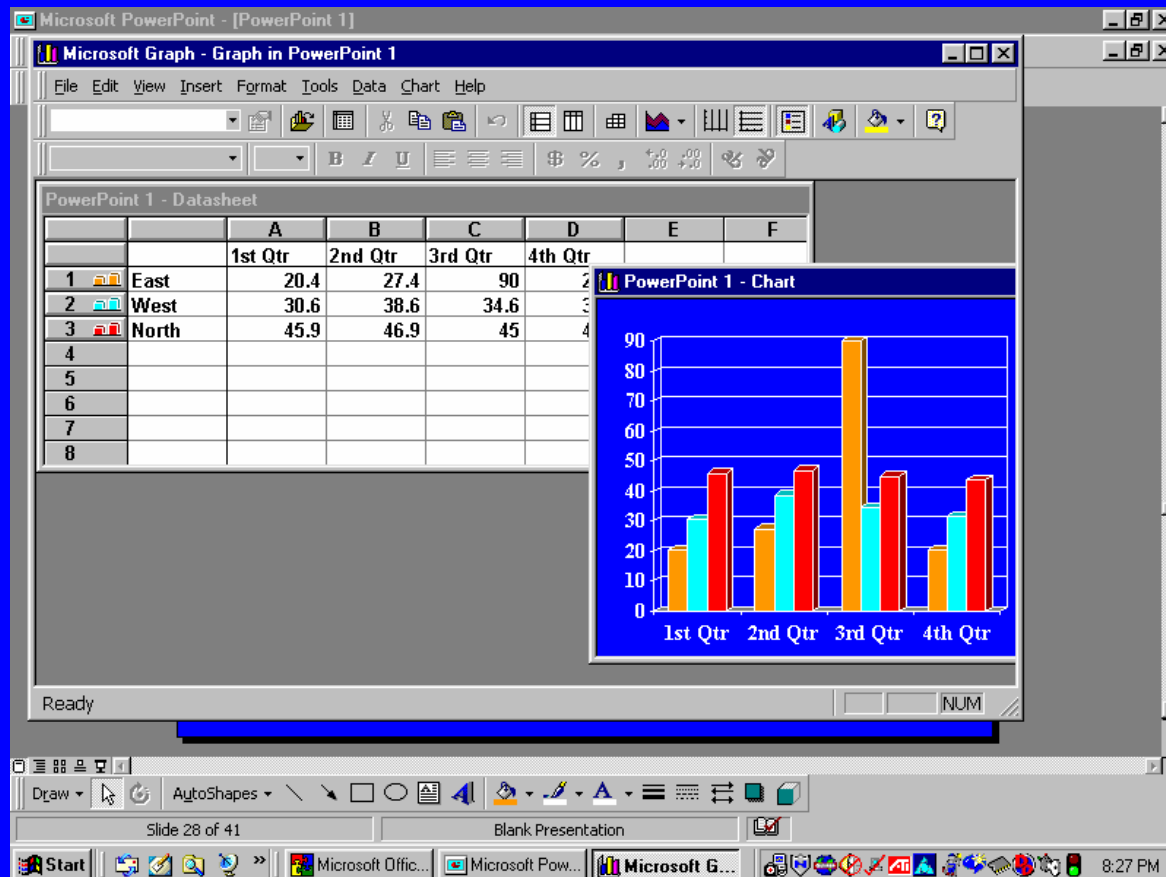 Microsoft PowerPoint - [PowerPoint 1]
Microsoft Graph - Graph in PowerPoint 1
File Edit View Insert Format Tools Data Chart Help
B I U $ % ,
PowerPoint 1 - Datasheet
A B C D E F
1st Qtr 2nd Qtr 3rd Qtr 4th Qtr
1 East 20.4 27.4 90
2 West 30.6 38.6 34.6
3 North 45.9 46.9 45
4
5
6
7
8
PowerPoint 1 - Chart
90
80
70
60
50
40
30
20
10
0
1st Qtr 2nd Qtr 3rd Qtr 4th Qtr
Ready NUM
Draw AutoShapes A A
Slide 28 of 41 Blank Presentation
Start » Microsoft Offic... Microsoft Pow... Microsoft G... 8:27 PM